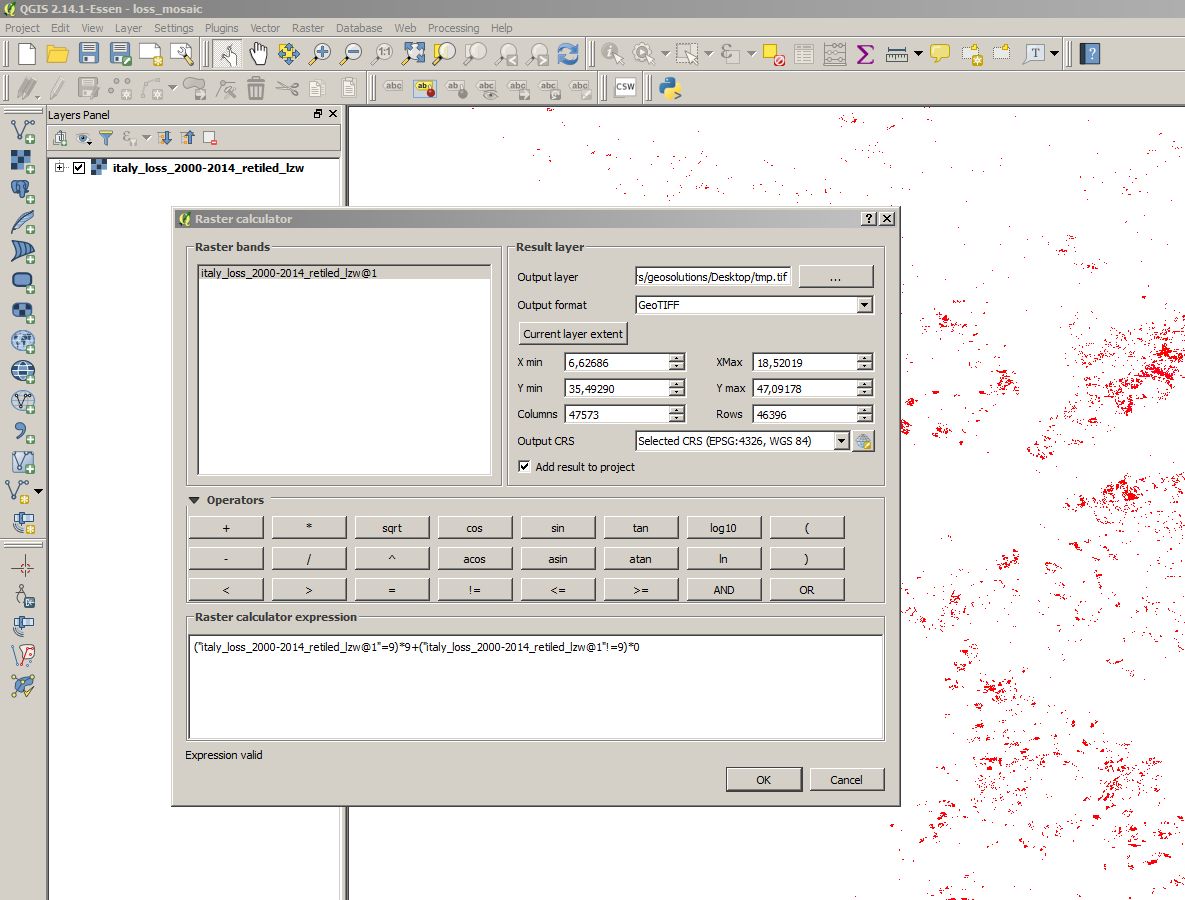 QGIS 2.14.1-Essen - loss_mosaic
Project Edit View Layer Settings Plugins Vector Raster Database Web Processing Help
1:1 Σ T ?
abc ab abc abc abc abc abc CSW
Layers Panel
italy_loss_2000-2014_retiled_lzw
Raster calculator
Raster bands
italy_loss_2000-2014_retiled_lzw@1
Result layer
Output layer rs/geosolutions/Desktop/tmp.tif ...
Output format GeoTIFF
Current layer extent
X min 6,62686 XMax 18,52019
Y min 35,49290 Y max 47,09178
Columns 47573 Rows 46396
Output CRS Selected CRS (EPSG:4326, WGS 84)
Add result to project
Operators
+ * sqrt cos sin tan log10 (
- / ^ acos asin atan ln )
< > = != <= >= AND OR
Raster calculator expression
("italy_loss_2000-2014_retiled_lzw@1"=9)*9+("italy_loss_2000-2014_retiled_lzw@1"!=9)*0
Expression valid
OK Cancel